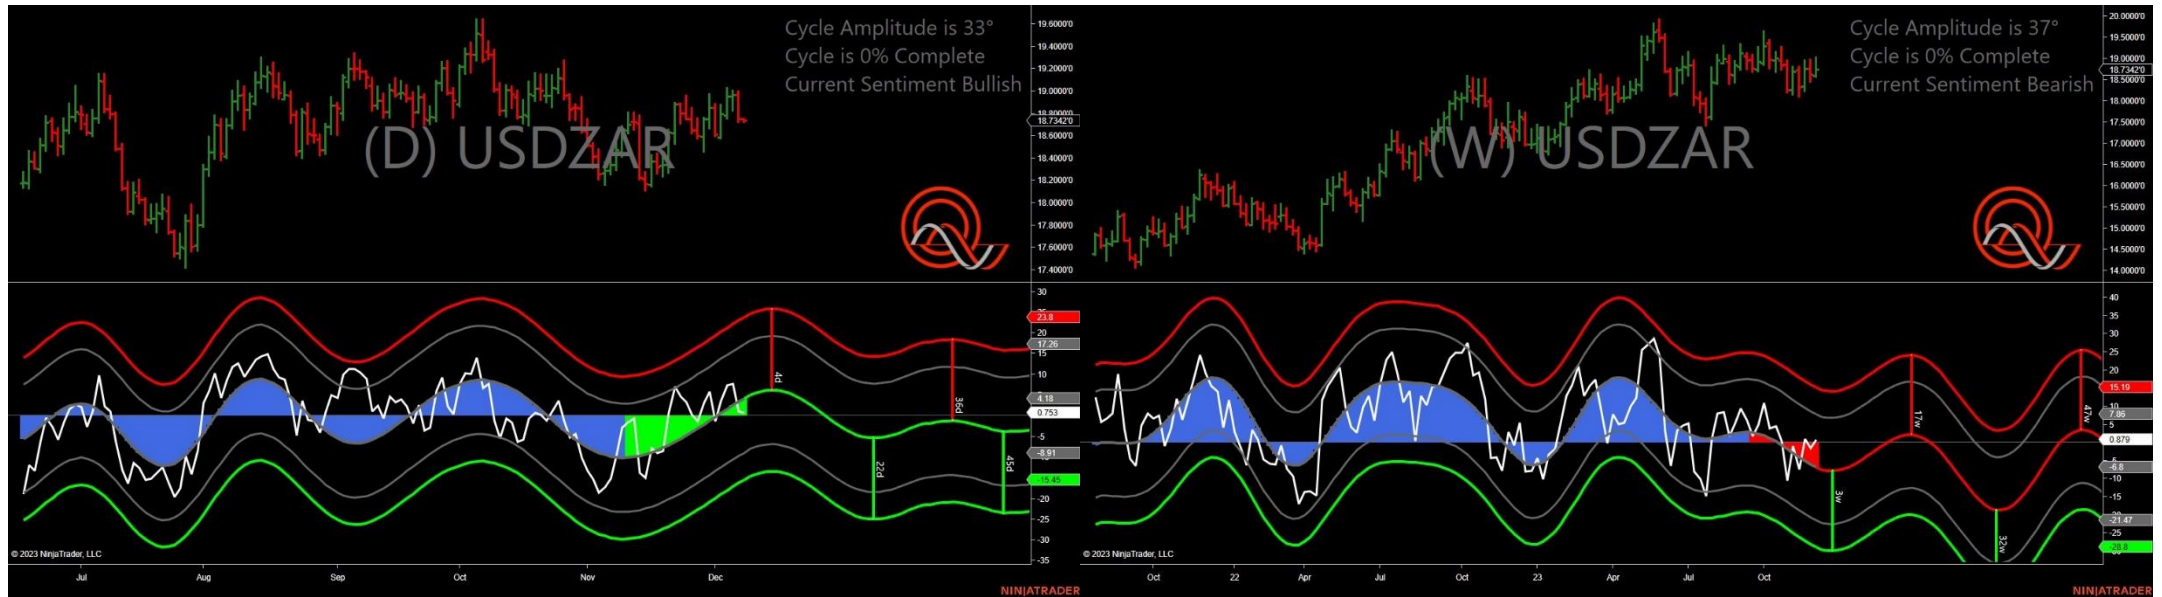 Cycle Amplitude is 33°
Cycle is 0% Complete
Current Sentiment Bullish
(D) USDZAR
19.6000'0
19.4000'0
19.2000'0
19.0000'0
18.8000'0
18.7342'0
18.6000'0
18.4000'0
18.2000'0
18.0000'0
17.8000'0
17.6000'0
17.4000'0
30
23.8
20
17.26
15
10
4.18
0.753
-5
-8.91
-15.45
-20
-25
-30
-35
4d
22d
36d
45d
© 2023 NinjaTrader, LLC
Jul
Aug
Sep
Oct
Nov
Dec
NINJATRADER
Cycle Amplitude is 37°
Cycle is 0% Complete
Current Sentiment Bearish
(W) USDZAR
20.0000'0
19.5000'0
19.0000'0
18.7342'0
18.5000'0
18.0000'0
17.5000'0
17.0000'0
16.5000'0
16.0000'0
15.5000'0
15.0000'0
14.5000'0
14.0000'0
40
35
30
25
20
15.19
10
7.86
5
0.879
-5
-6.8
-10
-15
-21.47
-25
-28.8
3w
17w
32w
47w
© 2023 NinjaTrader, LLC
Oct
22
Apr
Jul
Oct
23
Apr
Jul
Oct
NINJATRADER